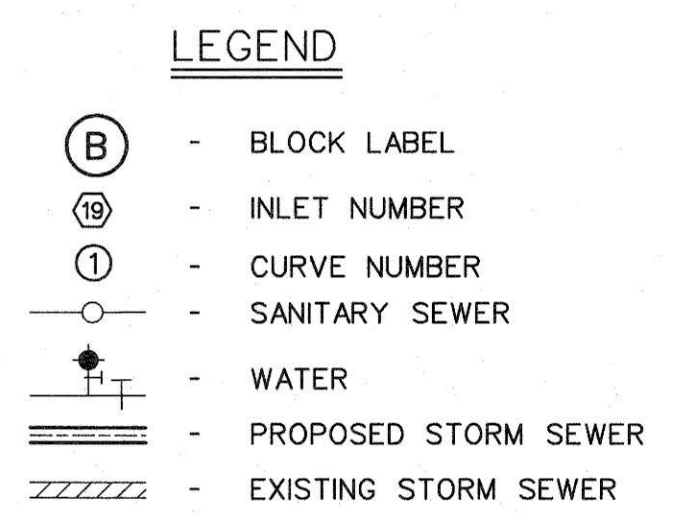 LEGEND
B - BLOCK LABEL
19 - INLET NUMBER
1 - CURVE NUMBER
- SANITARY SEWER
- WATER
- PROPOSED STORM SEWER
- EXISTING STORM SEWER